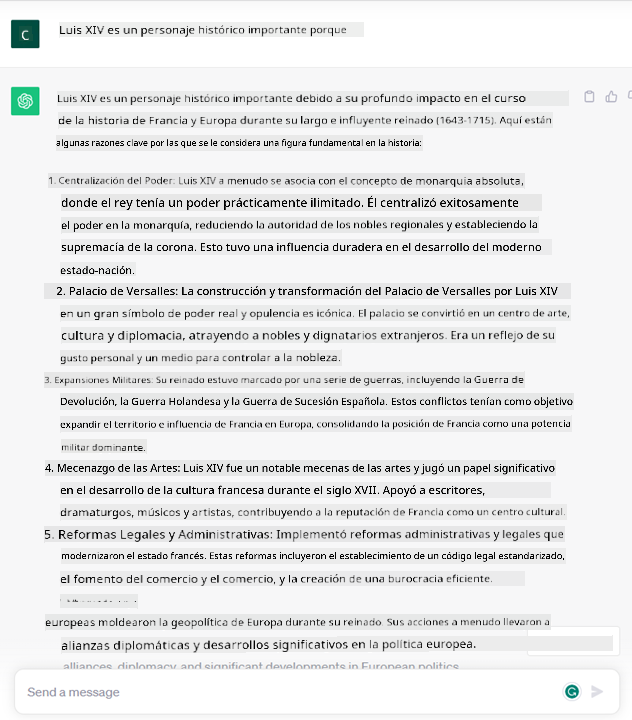 C
Luis XIV es un personaje histórico importante porque
Luis XIV es un personaje histórico importante debido a su profundo impacto en el curso
de la historia de Francia y Europa durante su largo e influyente reinado (1643-1715). Aquí están
algunas razones clave por las que se le considera una figura fundamental en la historia:
1. Centralización del Poder: Luis XIV a menudo se asocia con el concepto de monarquía absoluta,
donde el rey tenía un poder prácticamente ilimitado. Él centralizó exitosamente
el poder en la monarquía, reduciendo la autoridad de los nobles regionales y estableciendo la
supremacía de la corona. Esto tuvo una influencia duradera en el desarrollo del moderno
estado-nación.
2. Palacio de Versalles: La construcción y transformación del Palacio de Versalles por Luis XIV
en un gran símbolo de poder real y opulencia es icónica. El palacio se convirtió en un centro de arte,
cultura y diplomacia, atrayendo a nobles y dignatarios extranjeros. Era un reflejo de su
gusto personal y un medio para controlar a la nobleza.
3. Expansiones Militares: Su reinado estuvo marcado por una serie de guerras, incluyendo la Guerra de
Devolución, la Guerra Holandesa y la Guerra de Sucesión Española. Estos conflictos tenían como objetivo
expandir el territorio e influencia de Francia en Europa, consolidando la posición de Francia como una potencia
militar dominante.
4. Mecenazgo de las Artes: Luis XIV fue un notable mecenas de las artes y jugó un papel significativo
en el desarrollo de la cultura francesa durante el siglo XVII. Apoyó a escritores,
dramaturgos, músicos y artistas, contribuyendo a la reputación de Francia como un centro cultural.
5. Reformas Legales y Administrativas: Implementó reformas administrativas y legales que
modernizaron el estado francés. Estas reformas incluyeron el establecimiento de un código legal estandarizado,
el fomento del comercio y el comercio, y la creación de una burocracia eficiente.
europeas moldearon la geopolítica de Europa durante su reinado. Sus acciones a menudo llevaron a
alianzas diplomáticas y desarrollos significativos en la política europea.
alliances, diplomacy, and significant developments in European politics.
Send a message